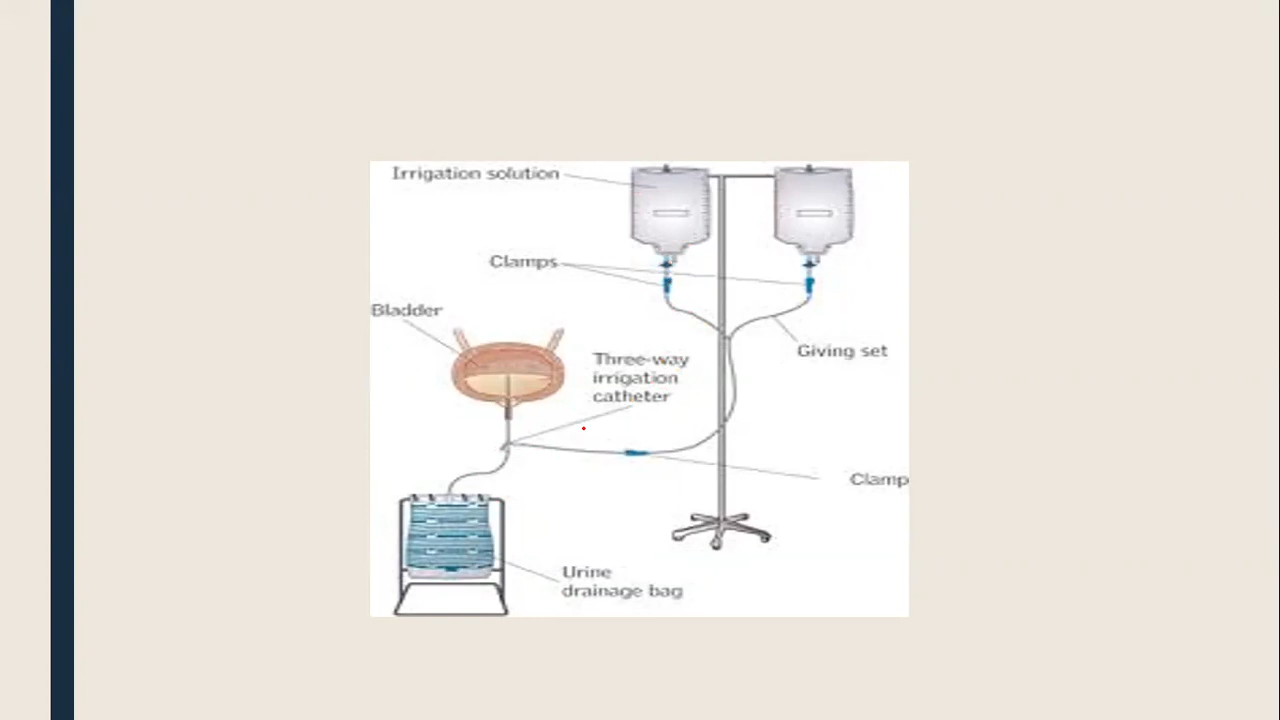 Irrigation solution
Clamps
Bladder
Giving set
Three-way
irrigation
catheter
Clamp
Urine
drainage bag